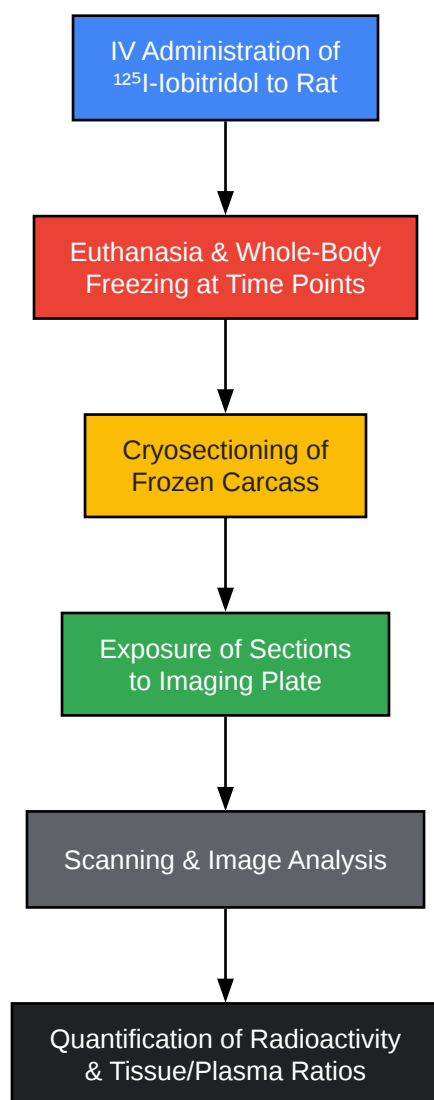 IV Administration of
¹²⁵I-Iobitridol to Rat
Euthanasia & Whole-Body
Freezing at Time Points
Cryosectioning of
Frozen Carcass
Exposure of Sections
to Imaging Plate
Scanning & Image Analysis
Quantification of Radioactivity
& Tissue/Plasma Ratios